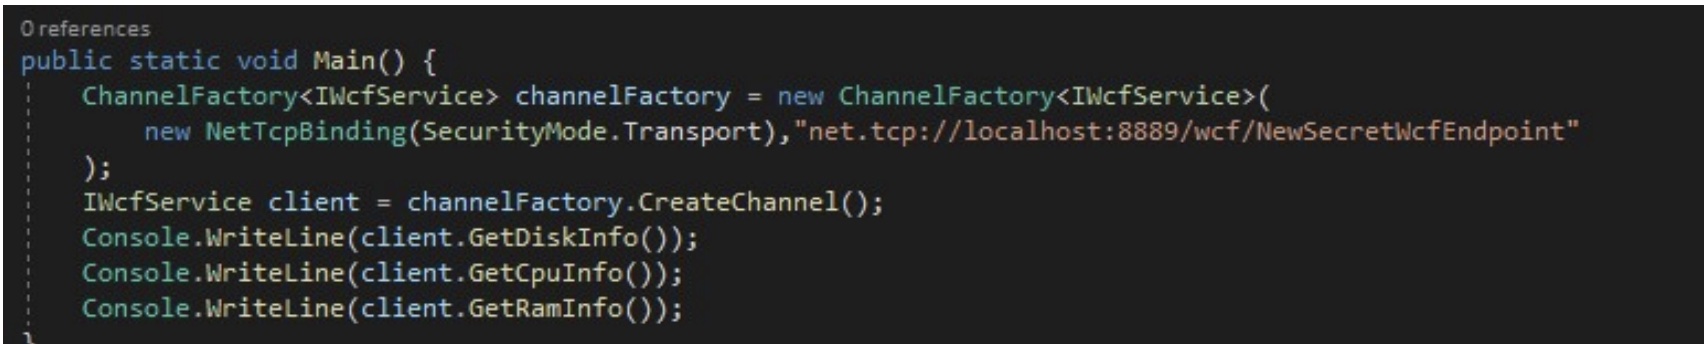 0 references
public static void Main() {
ChannelFactory<IWcfService> channelFactory = new ChannelFactory<IWcfService>(
new NetTcpBinding(SecurityMode.Transport),"net.tcp://localhost:8889/wcf/NewSecretWcfEndpoint"
);
IWcfService client = channelFactory.CreateChannel();
Console.WriteLine(client.GetDiskInfo());
Console.WriteLine(client.GetCpuInfo());
Console.WriteLine(client.GetRamInfo());
}